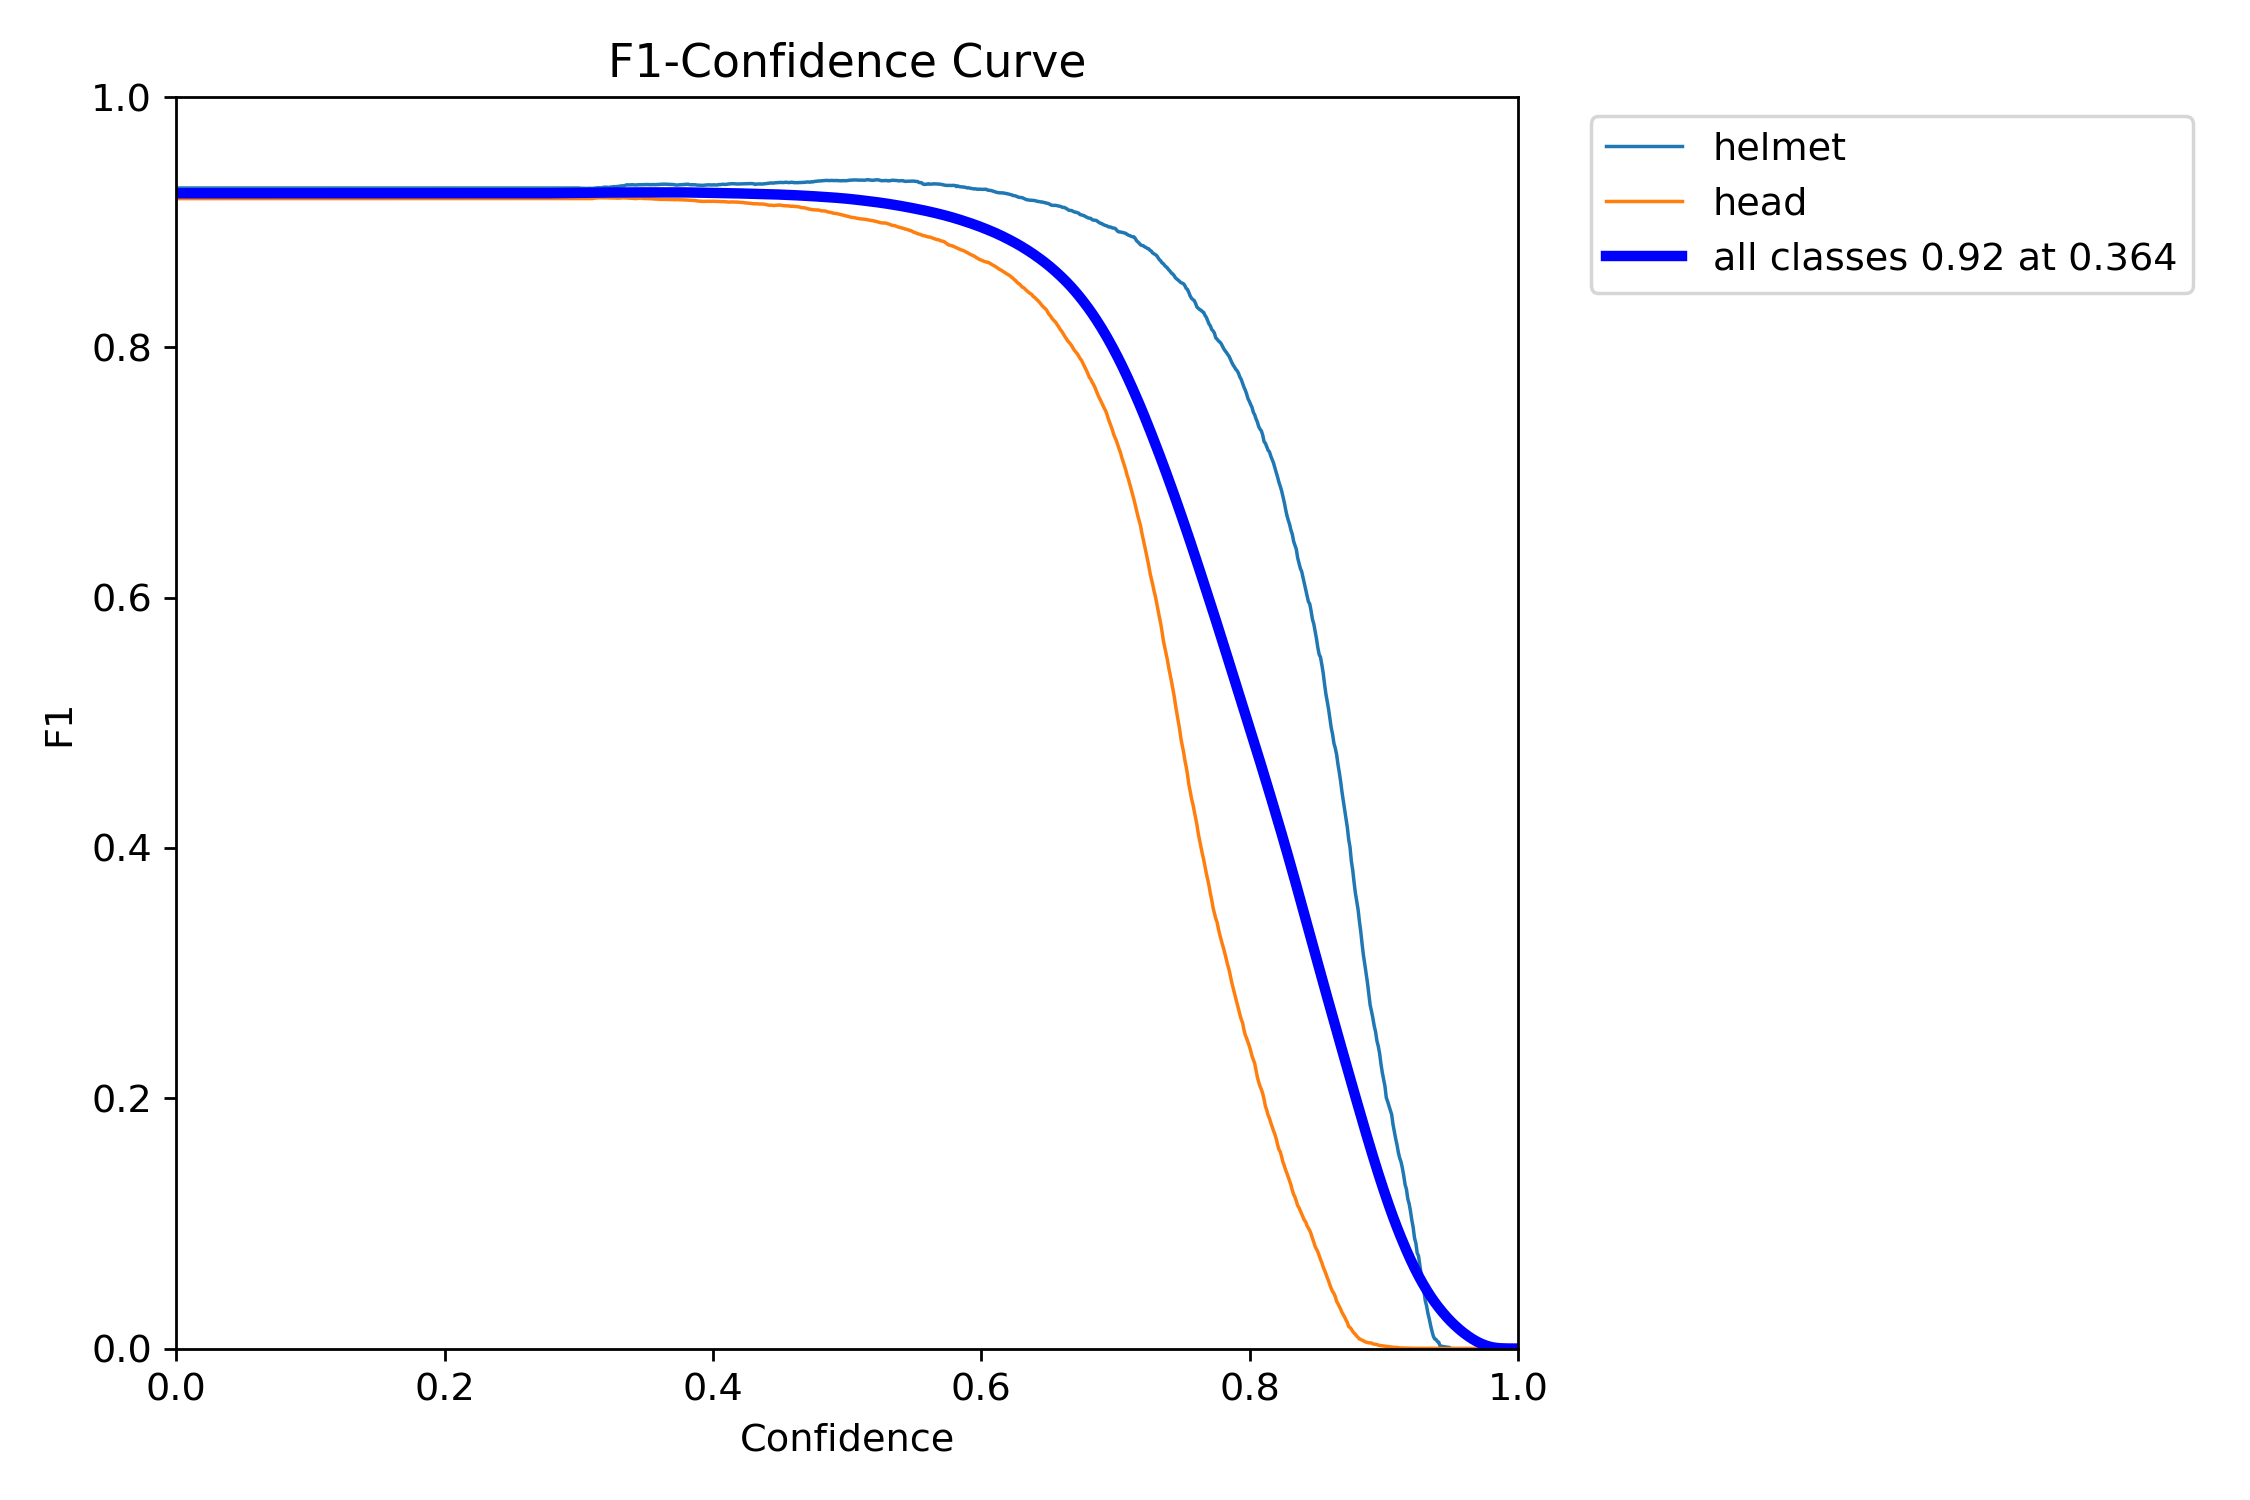 F1-Confidence Curve
1.0
0.8
0.6
0.4
0.2
0.0
F1
0.0 0.2 0.4 0.6 0.8 1.0
Confidence
helmet
head
all classes 0.92 at 0.364